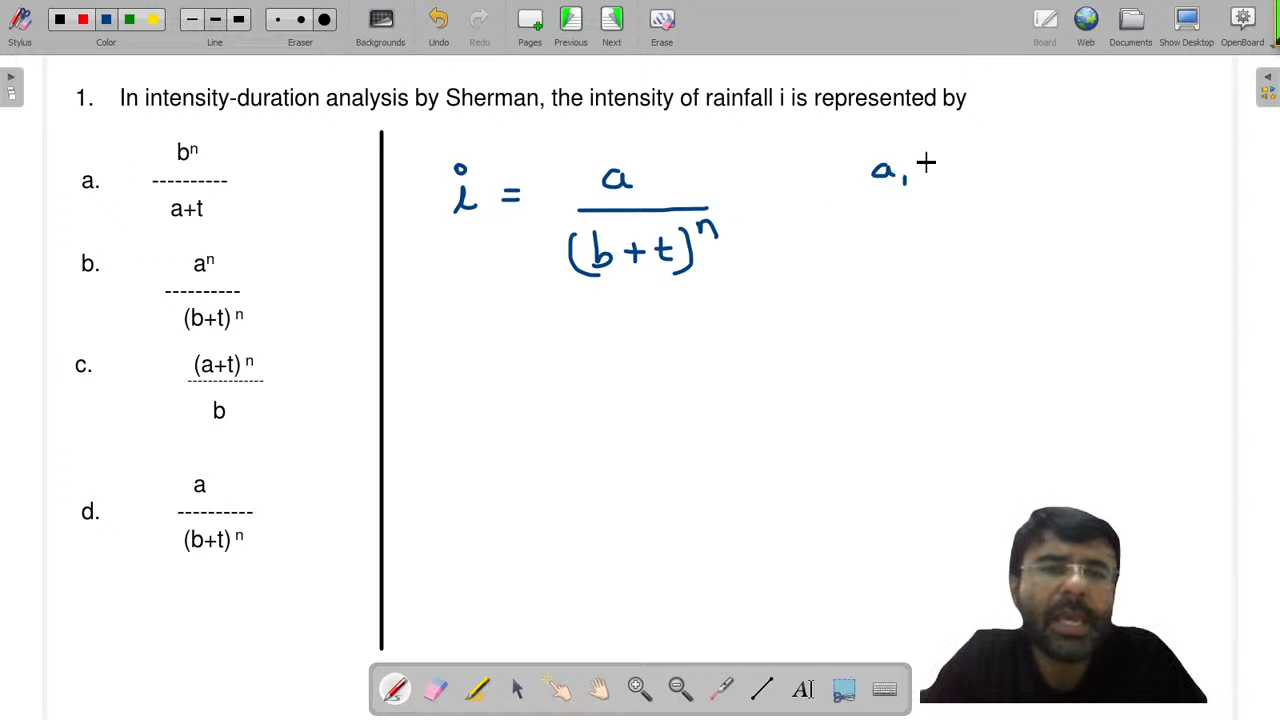 Stylus Color Line Eraser Backgrounds Undo Redo Pages Previous Next Erase Board Web Documents Show Desktop OpenBoard
1. In intensity-duration analysis by Sherman, the intensity of rainfall i is represented by
a. bⁿ
----------
a+t
b. aⁿ
----------
(b+t) ⁿ
c. (a+t) ⁿ
---------------
b
d. a
----------
(b+t) ⁿ
i = a
(b+t)ⁿ
a,
AI